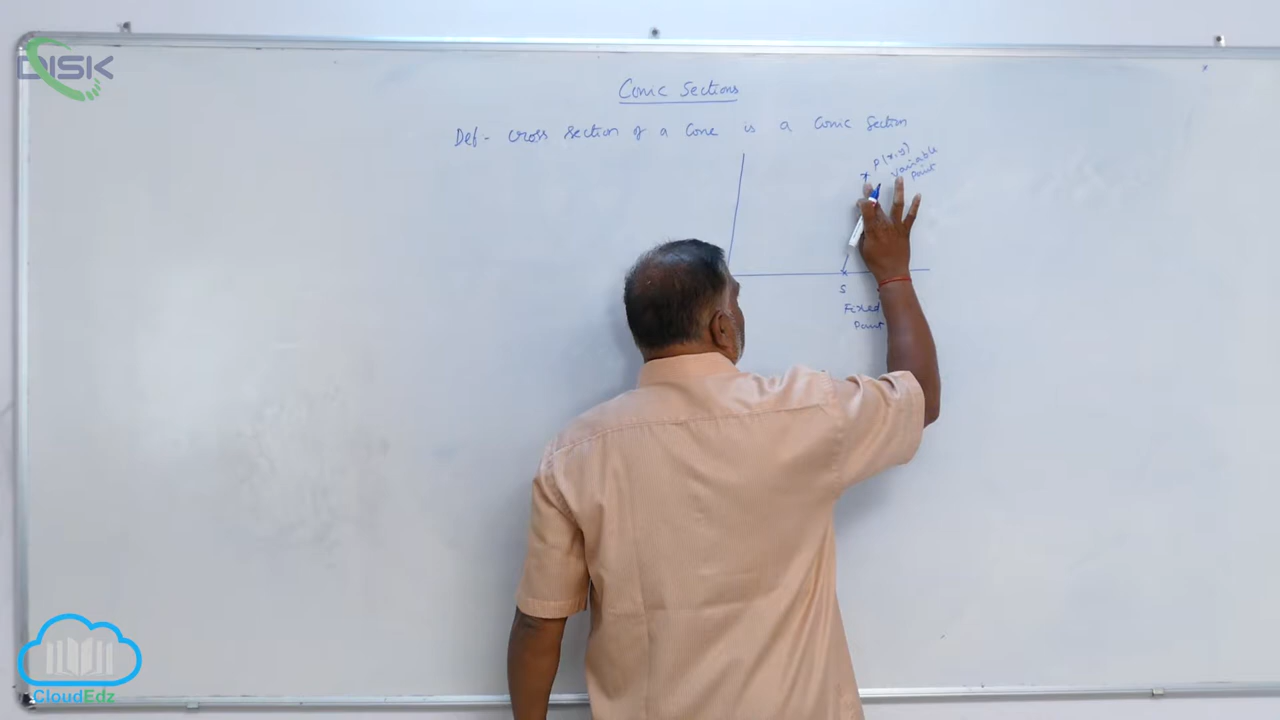 DISK
Conic Sections
Def - cross section of a Cone is a Conic Section
P(x,y)
Variable
Point
S
Fixed
Point
CloudEdz